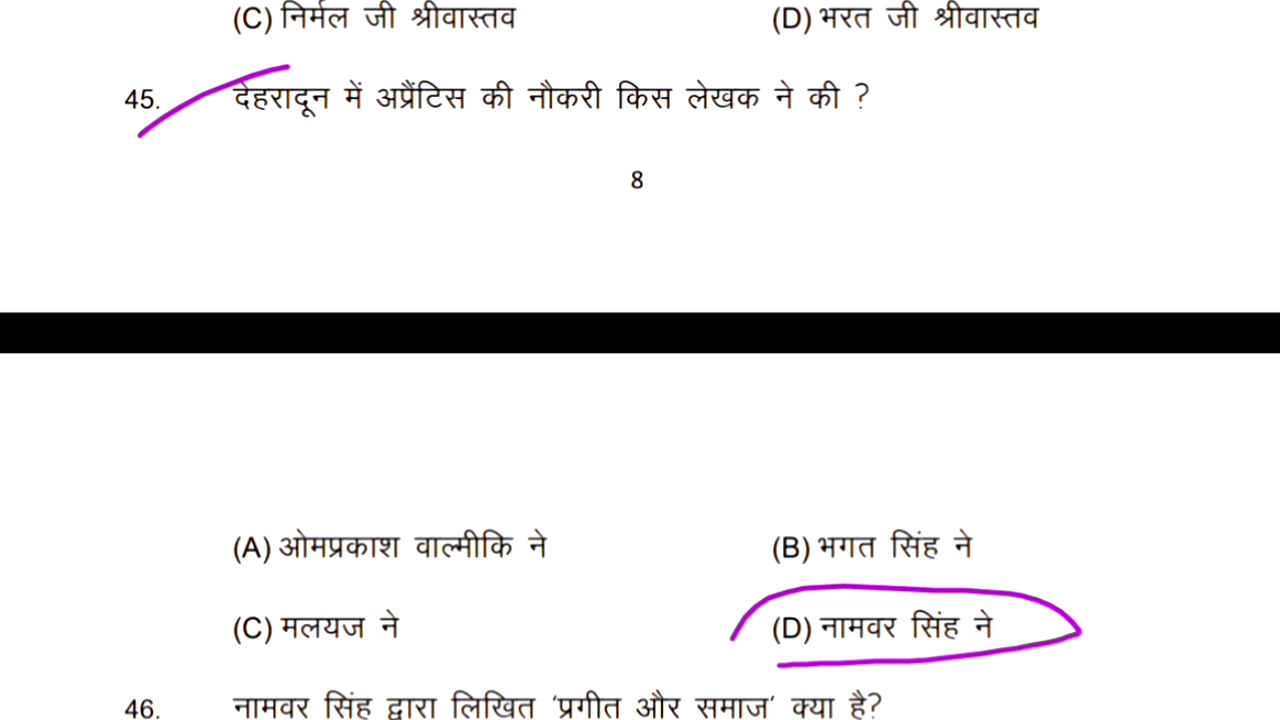 (C) निर्मल जी श्रीवास्तव (D) भरत जी श्रीवास्तव
45. देहरादून में अप्रैंटिस की नौकरी किस लेखक ने की ?
8
(A) ओमप्रकाश वाल्मीकि ने (B) भगत सिंह ने
(C) मलयज ने (D) नामवर सिंह ने
46. नामवर सिंह द्वारा लिखित ‘प्रगीत और समाज’ क्या है?